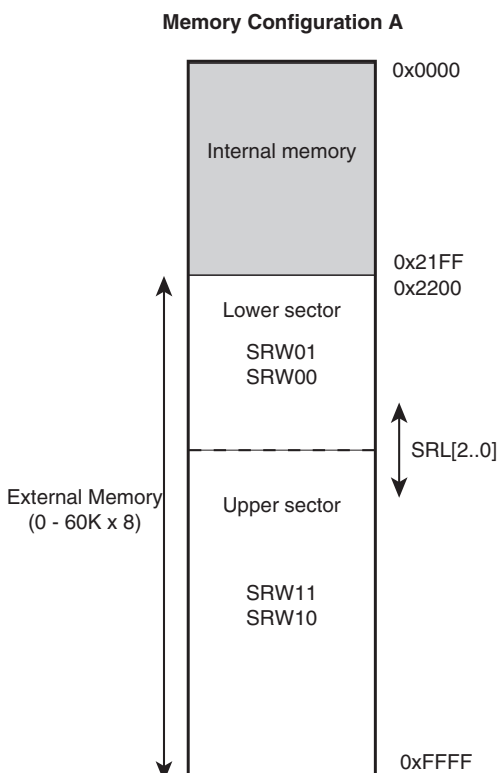 Memory Configuration A
0x0000
Internal memory
0x21FF
0x2200
Lower sector
SRW01
SRW00
SRL[2..0]
External Memory
(0 - 60K x 8)
Upper sector
SRW11
SRW10
0xFFFF